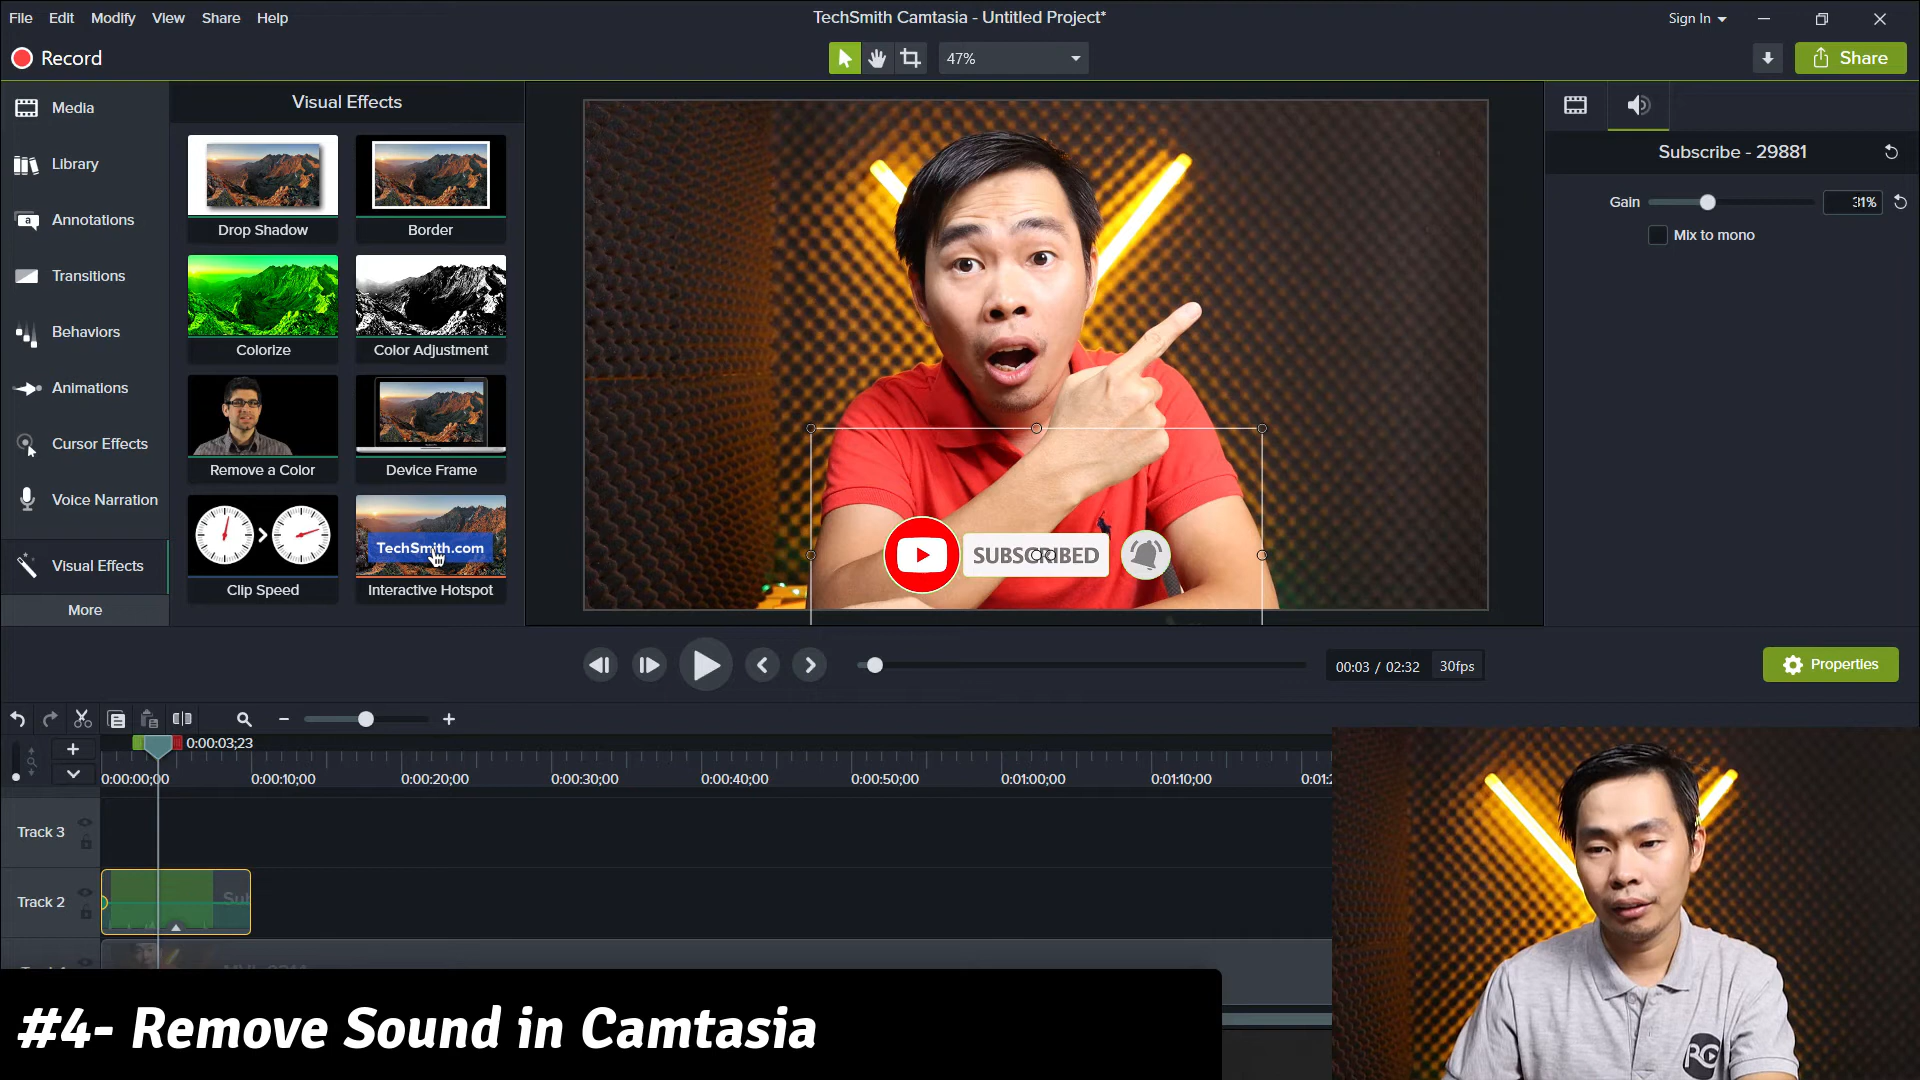 File Edit Modify View Share Help
TechSmith Camtasia - Untitled Project*
Sign In
Record
47%
Share
Media
Library
Annotations
Transitions
Behaviors
Animations
Cursor Effects
Voice Narration
Visual Effects
More
Visual Effects
Drop Shadow
Border
Colorize
Color Adjustment
Remove a Color
Device Frame
TechSmith.com
Clip Speed
Interactive Hotspot
SUBSCRIBED
Subscribe - 29881
Gain
31%
Mix to mono
00:03 / 02:32
30fps
Properties
0:00:03;23
0:00:00;00 0:00:10;00 0:00:20;00 0:00:30;00 0:00:40;00 0:00:50;00 0:01:00;00 0:01:10;00
Track 3
Track 2
#4- Remove Sound in Camtasia